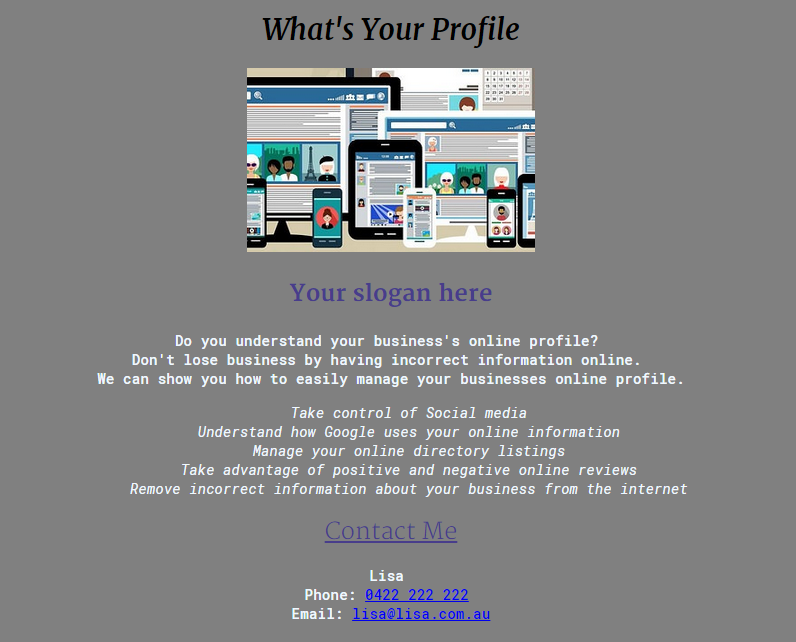 What's Your Profile
Your slogan here
Do you understand your business's online profile?
Don't lose business by having incorrect information online.
We can show you how to easily manage your businesses online profile.
Take control of Social media
Understand how Google uses your online information
Manage your online directory listings
Take advantage of positive and negative online reviews
Remove incorrect information about your business from the internet
Contact Me
Lisa
Phone: 0422 222 222
Email: lisa@lisa.com.au